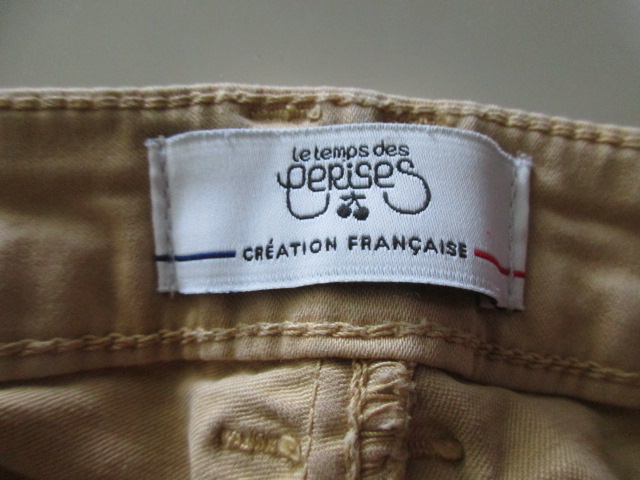 le temps des
cerises
CRÉATION FRANÇAISE